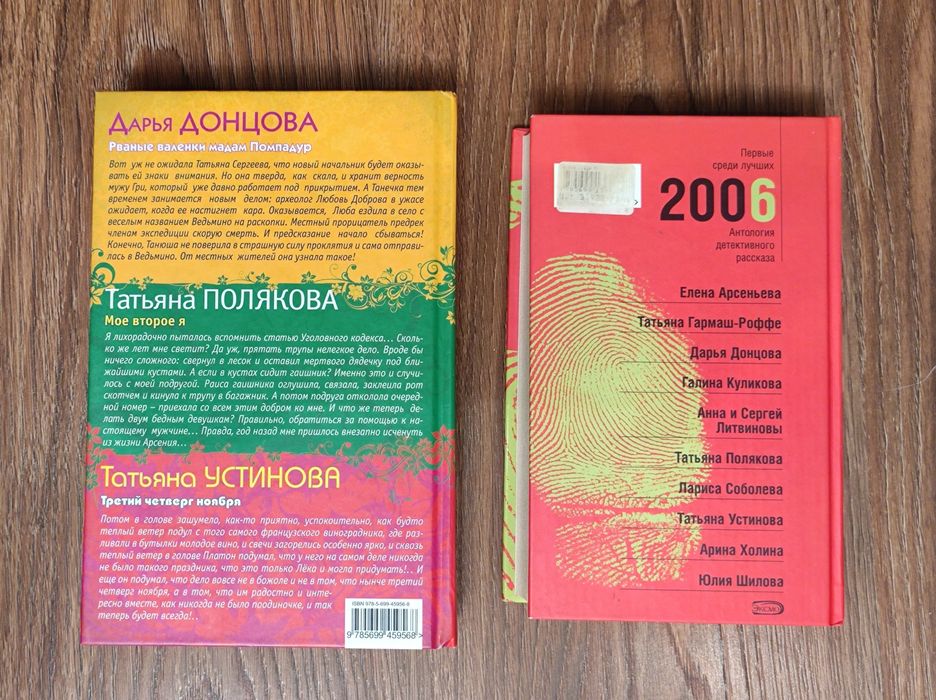 Дарья ДОНЦОВА
Рваные валенки мадам Помпадур
Вот уж не ожидала Татьяна Сергеева, что новый начальник будет оказы-
вать ей знаки внимания. Но она тверда, как скала, и хранит верность
мужу Гри, который уже давно работает под прикрытием. А Танечка тем
временем занимается новым делом: археолог Любовь Доброва в ужасе
ожидает, когда ее настигнет кара. Оказывается, Люба ездила в село с
веселым названием Ведьмино на раскопки. Местный прорицатель предрек
членам экспедиции скорую смерть. И предсказание начало сбываться!
Конечно, Танюша не поверила в страшную силу проклятия и сама отправи-
лась в Ведьмино. От местных жителей она узнала такое!
Татьяна ПОЛЯКОВА
Мое второе я
Я лихорадочно пыталась вспомнить статью Уголовного кодекса... Сколь-
ко же лет мне светит? Да уж, прятать трупы нелегкое дело. Вроде бы
ничего сложного: свернул в лесок и оставил мертвого дядечку под бли-
жайшими кустами. А если в кустах сидит гаишник? Именно это и случи-
лось с моей подругой. Раиса гаишника оглушила, связала, заклеила рот
скотчем и кинула к трупу в багажник. А потом подруга отколола очеред-
ной номер – приехала со всем этим добром ко мне. И что же теперь де-
лать двум бедным девушкам? Правильно, обратиться за помощью к на-
стоящему мужчине... Правда, год назад мне пришлось внезапно исчезнуть
из жизни Арсения...
Татьяна УСТИНОВА
Третий четверг ноября
Потом в голове зашумело, как-то приятно, успокоительно, как будто
теплый ветер подул с того самого французского виноградника, где раз-
ливали в бутылки молодое вино, и свечи загорелись особенно ярко, и сквозь
теплый ветер в голове Платон подумал, что у него на самом деле никогда
не было такого праздника, что это только Лёка и могла придумать!.. И
еще он подумал, что дело вовсе не в божоле и не в том, что нынче третий
четверг ноября, а в том, что им радостно и инте-
ресно вместе, как никогда не было поодиночке, и так
теперь будет всегда!..
ISBN 978-5-699-45956-8
9 785699 459568 >
Первые
среди лучших
2006
Антология
детективного
рассказа
Елена Арсеньева
Татьяна Гармаш-Роффе
Дарья Донцова
Галина Куликова
Анна и Сергей
Литвиновы
Татьяна Полякова
Лариса Соболева
Татьяна Устинова
Арина Холина
Юлия Шилова
ЭКСМО